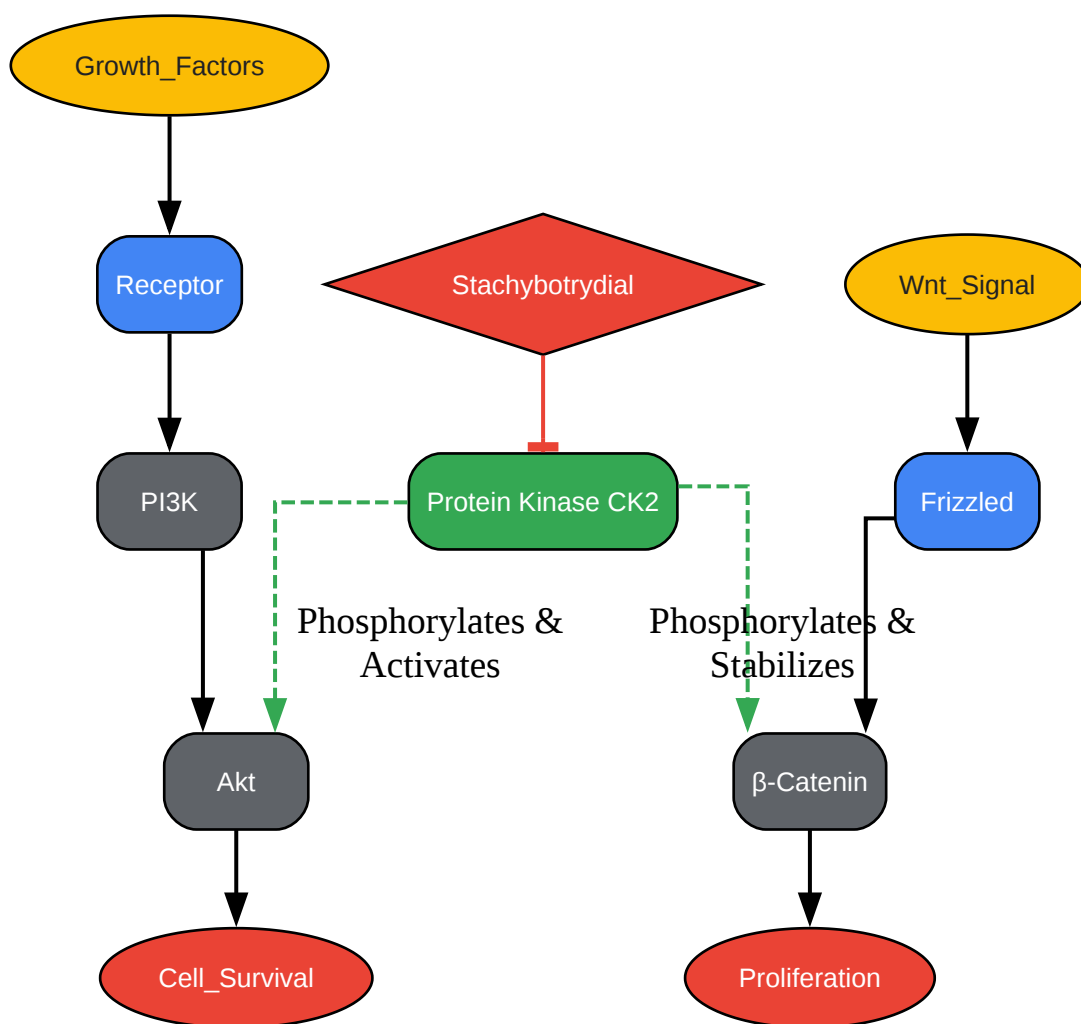 Growth_Factors
Receptor
Stachybotrydial
Wnt_Signal
PI3K
Protein Kinase CK2
Frizzled
Phosphorylates &
Activates
Phosphorylates &
Stabilizes
Akt
β-Catenin
Cell_Survival
Proliferation